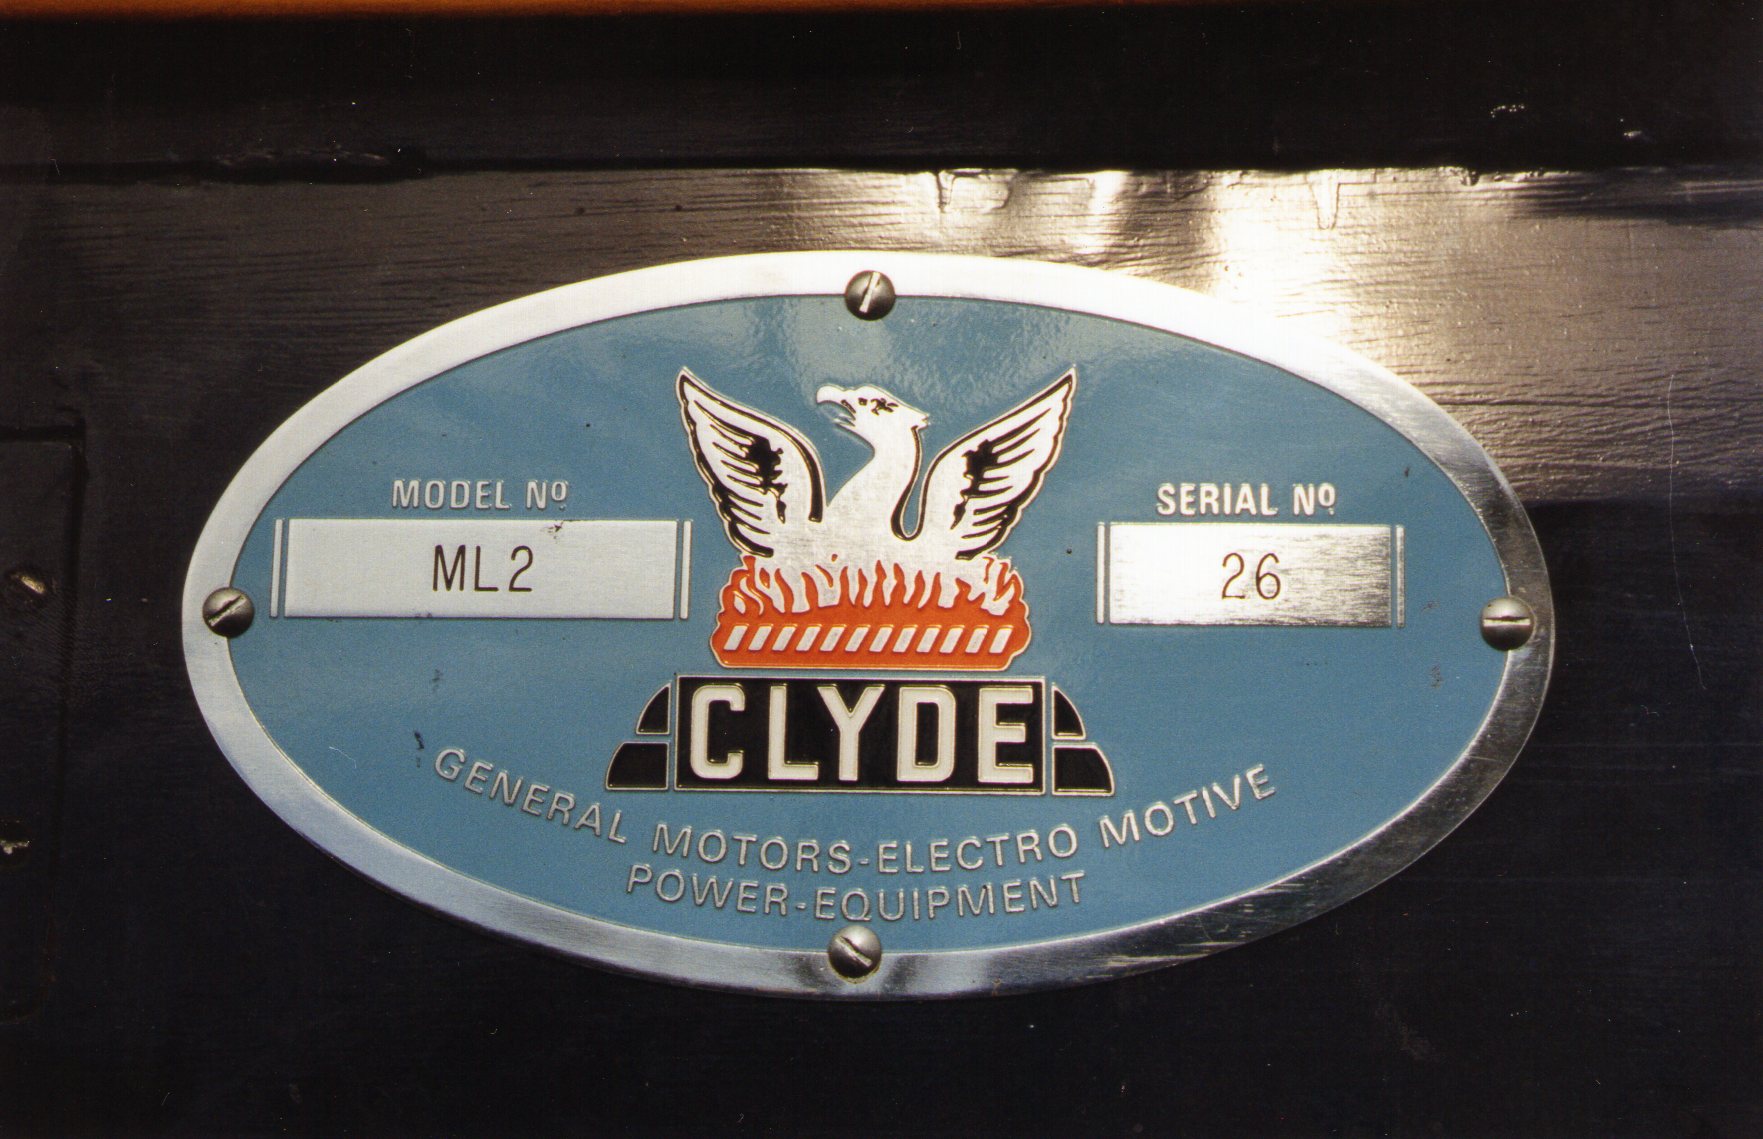 MODEL Nº
ML2
SERIAL Nº
26
CLYDE
GENERAL MOTORS-ELECTRO MOTIVE
POWER-EQUIPMENT